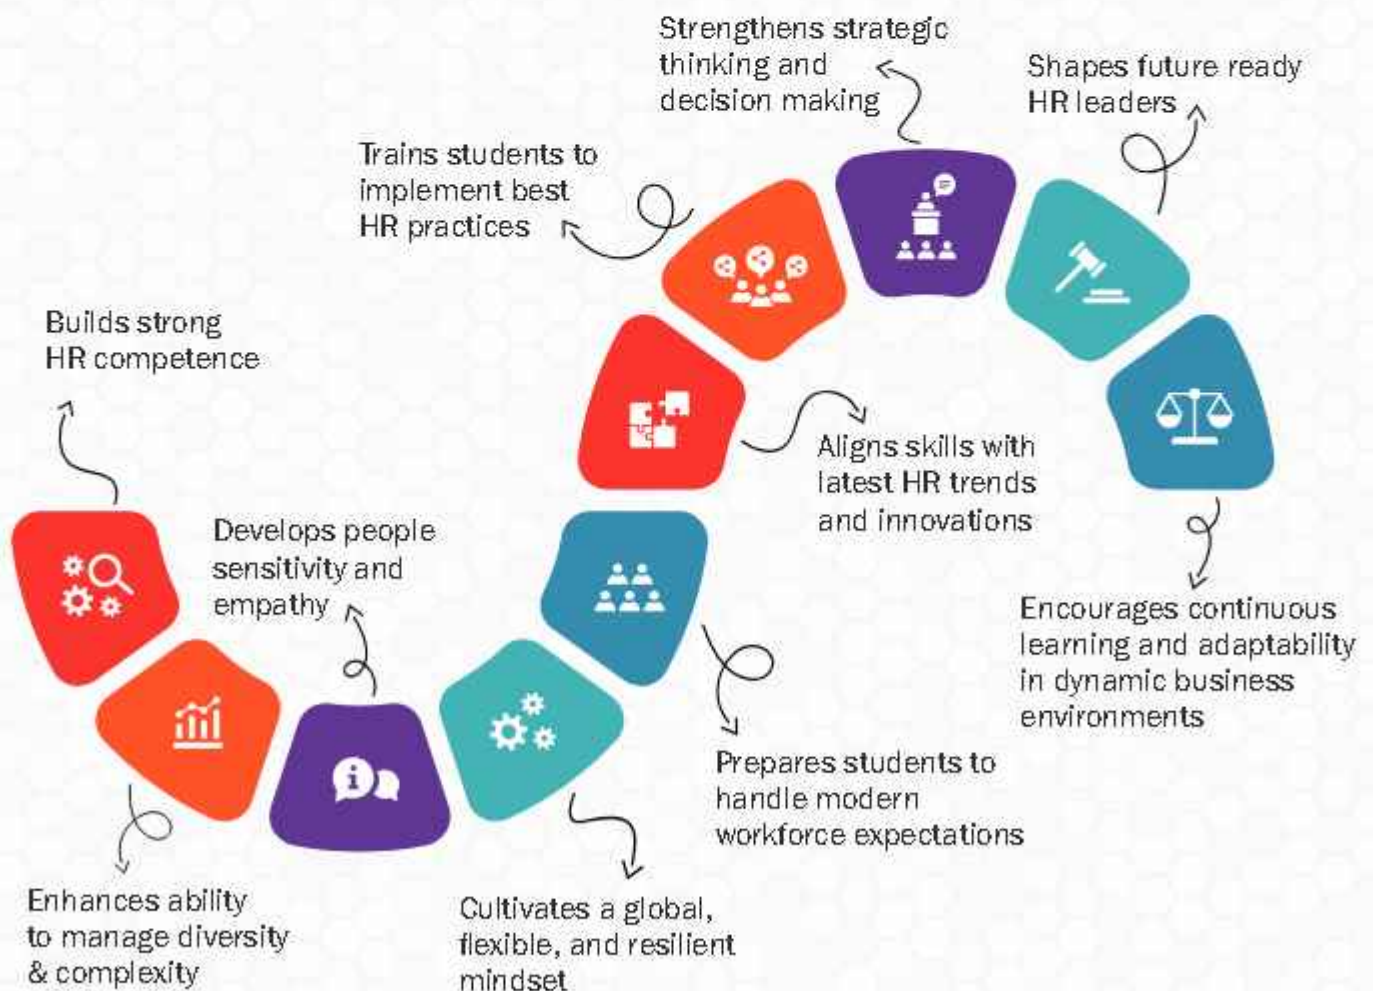 Builds strong
HR competence
Enhances ability
to manage diversity
& complexity
Develops people
sensitivity and
empathy
Cultivates a global,
flexible, and resilient
mindset
Prepares students to
handle modern
workforce expectations
Aligns skills with
latest HR trends
and innovations
Trains students to
implement best
HR practices
Strengthens strategic
thinking and
decision making
Shapes future ready
HR leaders
Encourages continuous
learning and adaptability
in dynamic business
environments
i